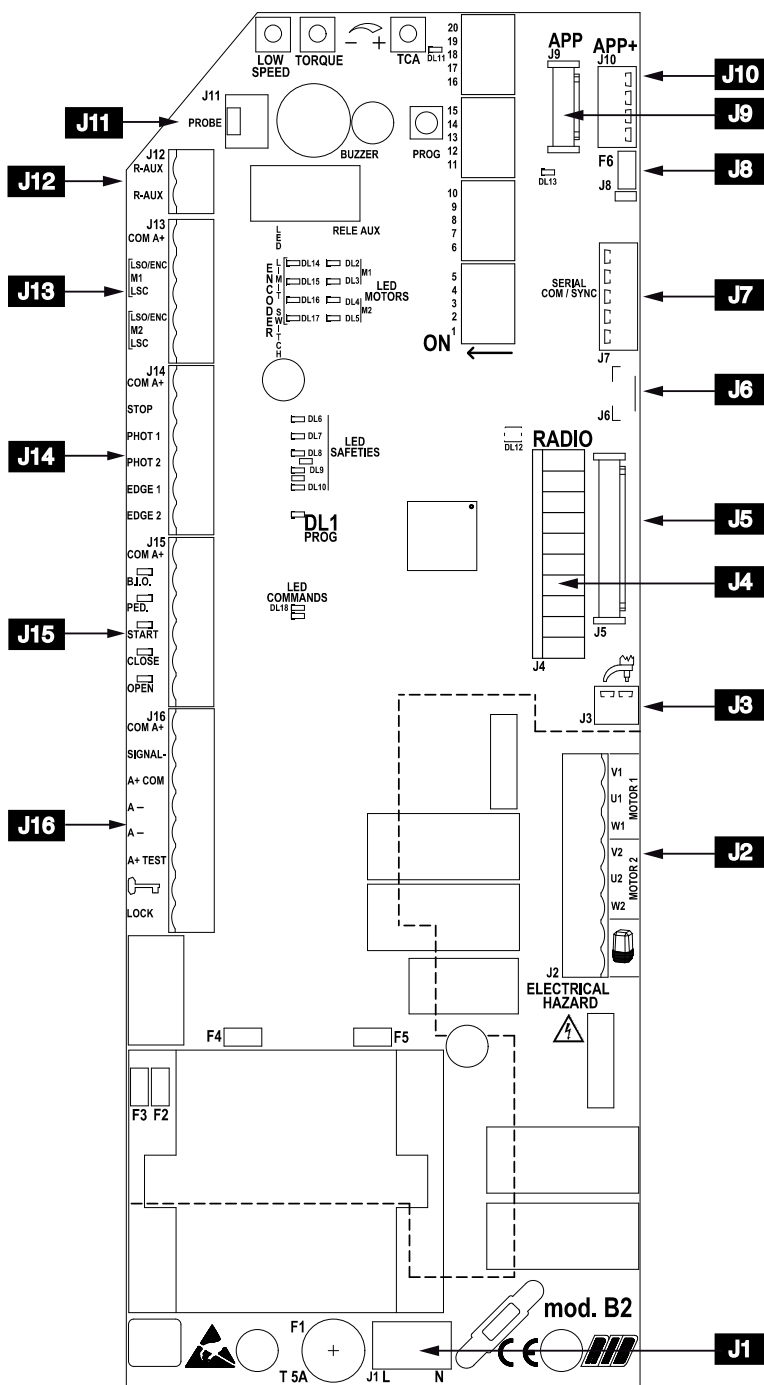 LOW SPEED
TORQUE
− +
TCA
DL11
20
19
18
17
16
APP
J9
APP+
J10
J10
J9
J11
J11
PROBE
BUZZER
PROG
15
14
13
12
11
DL13
F6
J8
J8
J12
J12
R-AUX
R-AUX
RELE AUX
10
9
8
7
6
J13
J13
COM A+
LSO/ENC
M1
LSC
LSO/ENC
M2
LSC
LED LIMIT SWITCH
ENCODER
DL14
DL15
DL16
DL17
DL2
DL3
DL4
DL5
M1
M2
LED MOTORS
5
4
3
2
1
ON
SERIAL
COM / SYNC
J7
J7
J6
J6
J14
J14
COM A+
STOP
PHOT 1
PHOT 2
EDGE 1
EDGE 2
DL6
DL7
DL8
DL9
DL10
LED
SAFETIES
DL1
PROG
DL12
RADIO
J5
J5
J4
J4
J15
J15
COM A+
B.I.O.
PED.
START
CLOSE
OPEN
LED
COMMANDS
DL18
J3
J3
J16
J16
COM A+
SIGNAL-
A+ COM
A −
A −
A+ TEST
LOCK
V1
U1
W1
MOTOR 1
V2
U2
W2
MOTOR 2
J2
J2
ELECTRICAL
HAZARD
F4
F5
F3 F2
mod. B2
F1
T 5A
J1 L
N
CE
J1